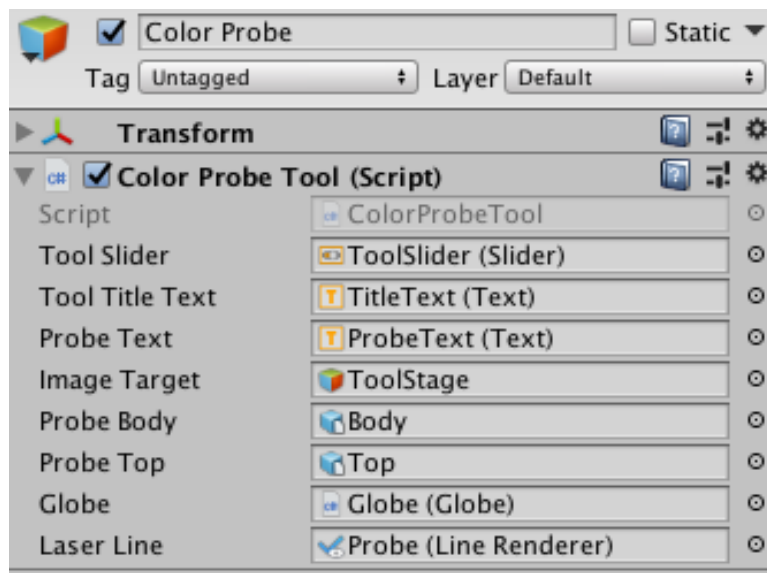 Color Probe Static
Tag Untagged Layer Default
Transform
c# Color Probe Tool (Script)
Script ColorProbeTool
Tool Slider ToolSlider (Slider)
Tool Title Text T TitleText (Text)
Probe Text T ProbeText (Text)
Image Target ToolStage
Probe Body Body
Probe Top Top
Globe Globe (Globe)
Laser Line Probe (Line Renderer)